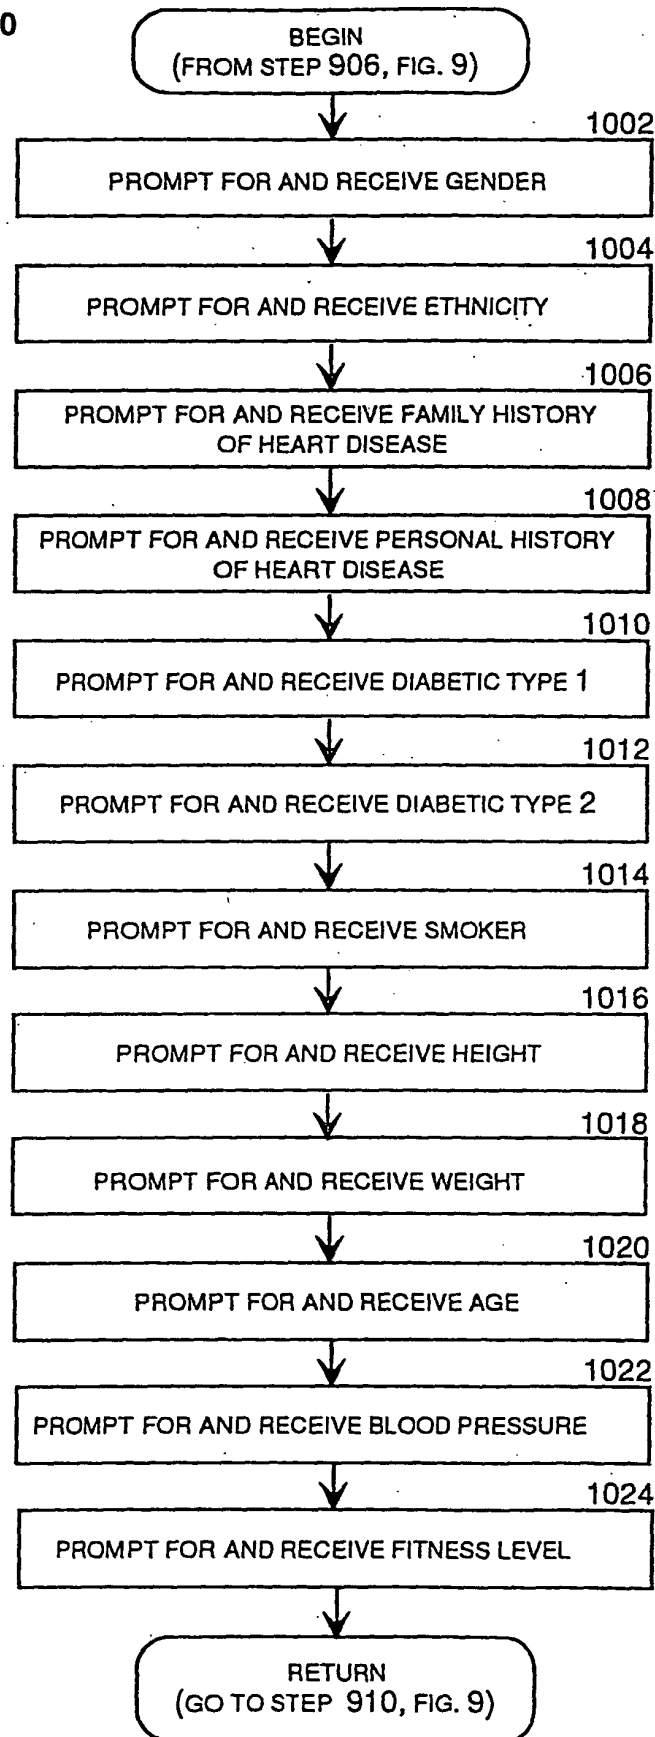 0
BEGIN
(FROM STEP 906, FIG. 9)
1002
PROMPT FOR AND RECEIVE GENDER
1004
PROMPT FOR AND RECEIVE ETHNICITY
1006
PROMPT FOR AND RECEIVE FAMILY HISTORY
OF HEART DISEASE
1008
PROMPT FOR AND RECEIVE PERSONAL HISTORY
OF HEART DISEASE
1010
PROMPT FOR AND RECEIVE DIABETIC TYPE 1
1012
PROMPT FOR AND RECEIVE DIABETIC TYPE 2
1014
PROMPT FOR AND RECEIVE SMOKER
1016
PROMPT FOR AND RECEIVE HEIGHT
1018
PROMPT FOR AND RECEIVE WEIGHT
1020
PROMPT FOR AND RECEIVE AGE
1022
PROMPT FOR AND RECEIVE BLOOD PRESSURE
1024
PROMPT FOR AND RECEIVE FITNESS LEVEL
RETURN
(GO TO STEP 910, FIG. 9)